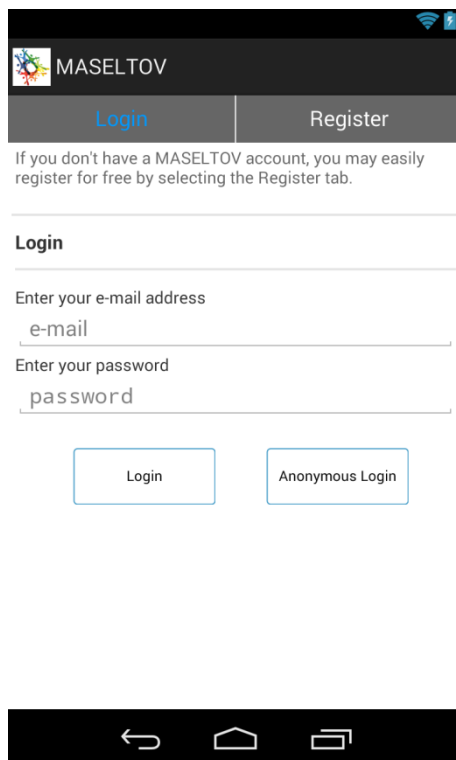 MASELTOV
Login
Register
If you don't have a MASELTOV account, you may easily
register for free by selecting the Register tab.
Login
Enter your e-mail address
e-mail
Enter your password
password
Login
Anonymous Login